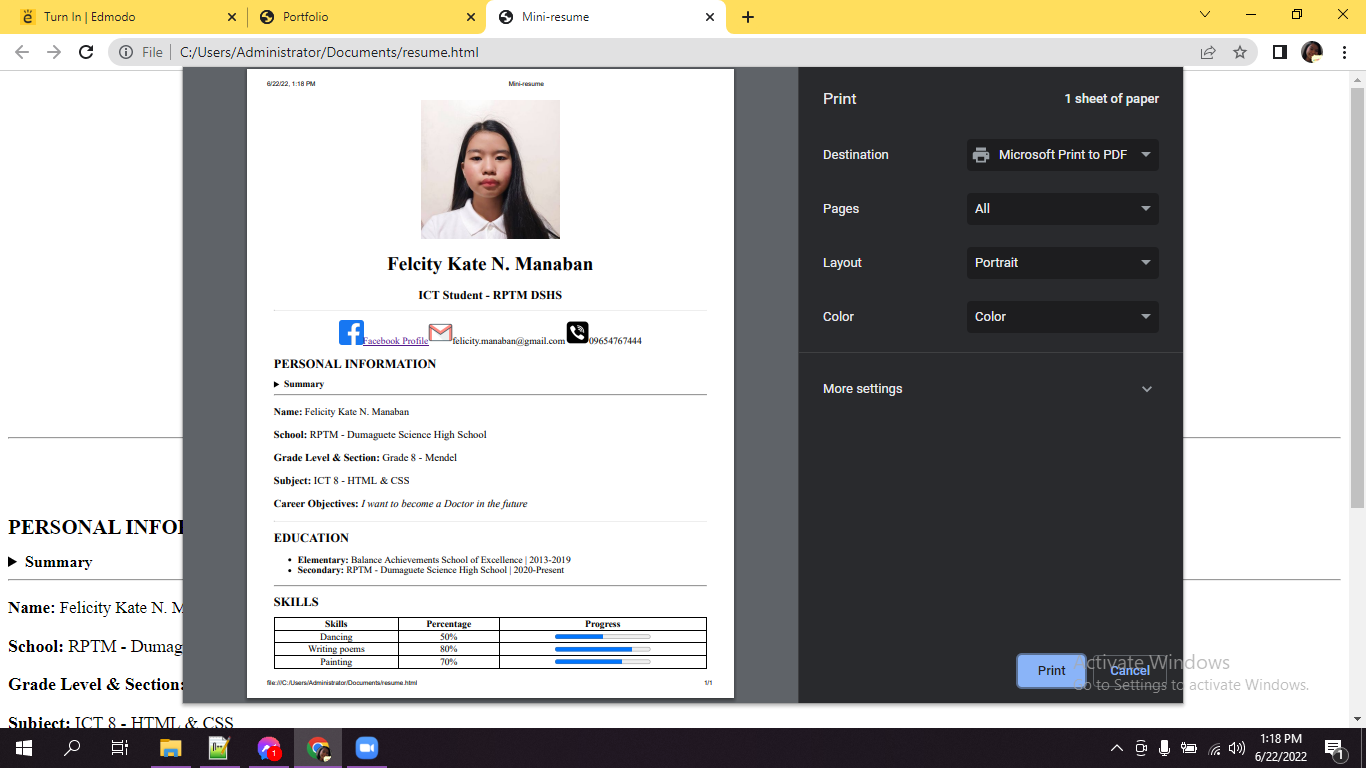 Turn In | Edmodo
Portfolio
Mini-resume
File
C:/Users/Administrator/Documents/resume.html
6/22/22, 1:18 PM
Mini-resume
Felcity Kate N. Manaban
ICT Student - RPTM DSHS
Facebook Profile felicity.manaban@gmail.com 09654767444
PERSONAL INFORMATION
Summary
Name: Felicity Kate N. Manaban
School: RPTM - Dumaguete Science High School
Grade Level & Section: Grade 8 - Mendel
Subject: ICT 8 - HTML & CSS
Career Objectives: I want to become a Doctor in the future
EDUCATION
Elementary: Balance Achievements School of Excellence | 2013-2019
Secondary: RPTM - Dumaguete Science High School | 2020-Present
SKILLS
Skills Percentage Progress
Dancing 50%
Writing poems 80%
Painting 70%
file:///C:/Users/Administrator/Documents/resume.html
1/1
Print
1 sheet of paper
Destination
Microsoft Print to PDF
Pages
All
Layout
Portrait
Color
Color
More settings
Print
Cancel
Activate Windows
Go to Settings to activate Windows.
PERSONAL INFO
Summary
Name: Felicity Kate N. M
School: RPTM - Dumag
Grade Level & Section:
Subject: ICT 8 - HTML & CSS
1
1:18 PM
6/22/2022
1